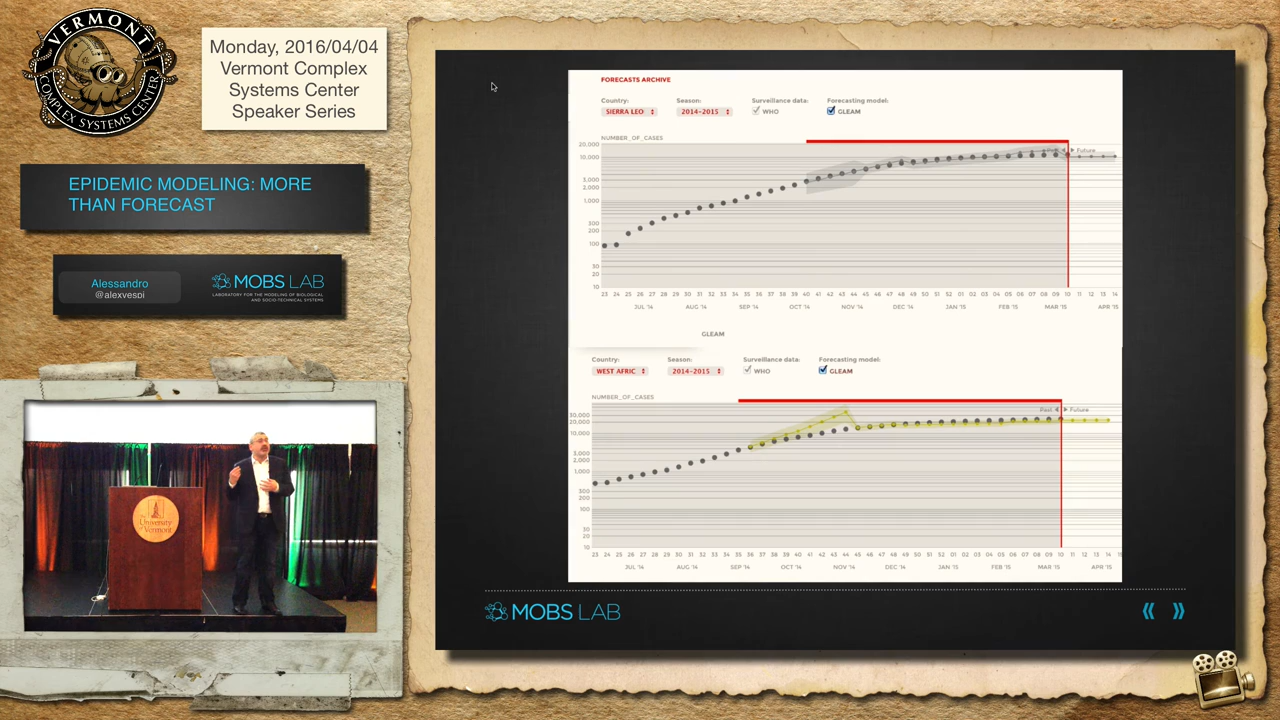 VERMONT
COMPLEX SYSTEMS CENTER
Monday, 2016/04/04
Vermont Complex
Systems Center
Speaker Series
EPIDEMIC MODELING: MORE
THAN FORECAST
Alessandro
@alexvespi
MOBS LAB
LABORATORY FOR THE MODELING OF BIOLOGICAL
AND SOCIO-TECHNICAL SYSTEMS
The
University
of Vermont
FORECASTS ARCHIVE
Country: Season: Surveillance data: Forecasting model:
SIERRA LEO 2014-2015 WHO GLEAM
NUMBER_OF_CASES
20,000
Future
10,000
3,000
2,000
1,000
300
200
100
30
20
10
23 24 25 26 27 28 29 30 31 32 33 34 35 36 37 38 39 40 41 42 43 44 45 46 47 48 49 50 51 52 01 02 03 04 05 06 07 08 09 10 11 12 13 14
JUL '14 AUG '14 SEP '14 OCT '14 NOV '14 DEC '14 JAN '15 FEB '15 MAR '15 APR '15
GLEAM
Country: Season: Surveillance data: Forecasting model:
WEST AFRIC 2014-2015 WHO GLEAM
NUMBER_OF_CASES
Past Future
30,000
20,000
10,000
3,000
2,000
1,000
300
200
100
30
20
10
23 24 25 26 27 28 29 30 31 32 33 34 35 36 37 38 39 40 41 42 43 44 45 46 47 48 49 50 51 52 01 02 03 04 05 06 07 08 09 10 11 12 13 14
JUL '14 AUG '14 SEP '14 OCT '14 NOV '14 DEC '14 JAN '15 FEB '15 MAR '15 APR '15
MOBS LAB